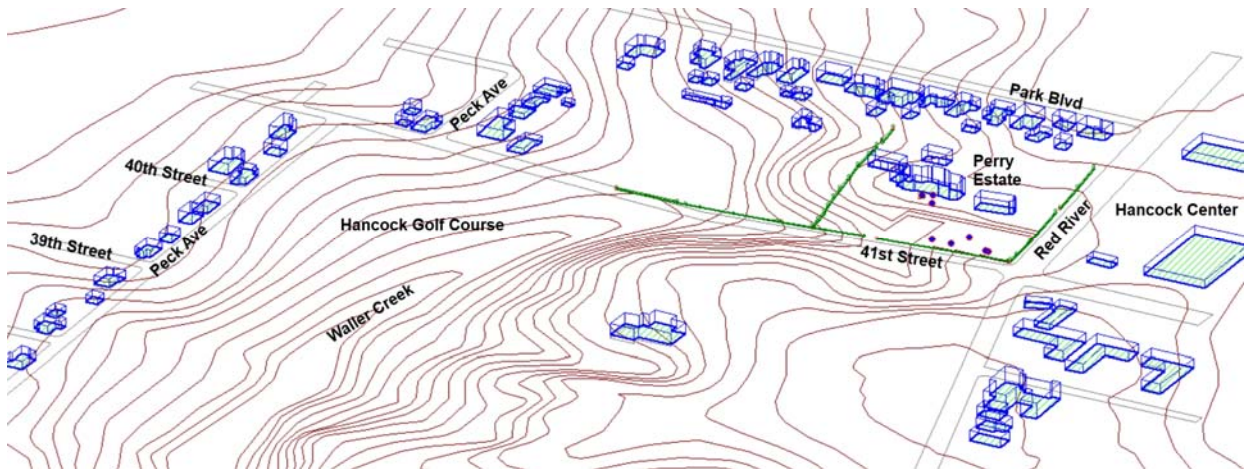 Park Blvd
Peck Ave
Perry
Estate
40th Street
Hancock Golf Course
Hancock Center
Red River
39th Street
Peck Ave
41st Street
Waller Creek